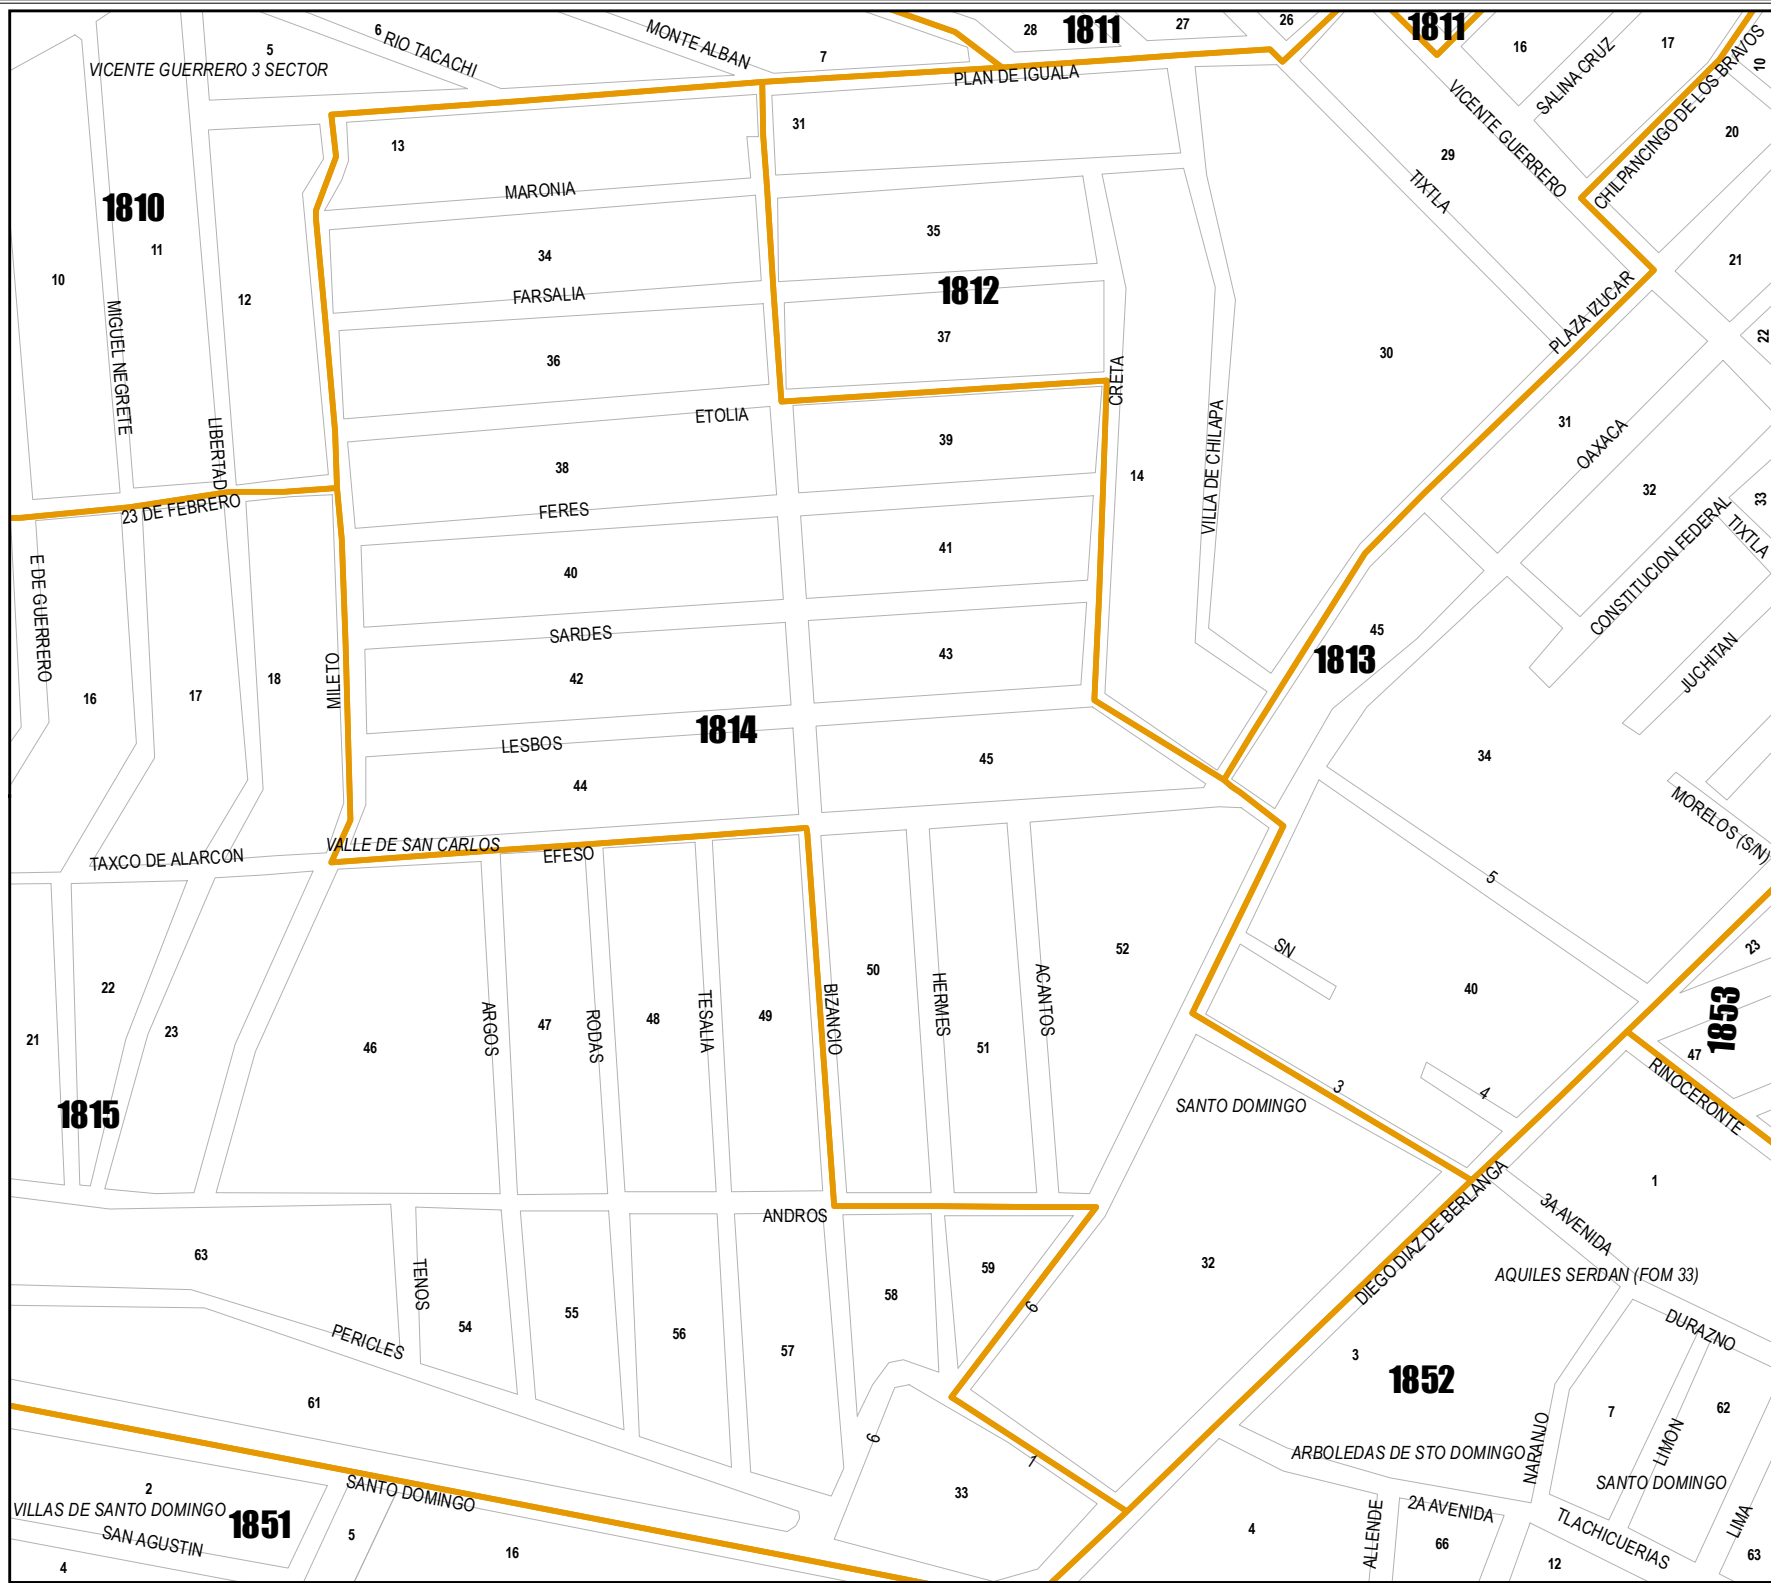 6
RIO TACACHI
MONTE ALBAN
28
1811
27
26
1811
16
SALINA CRUZ
17
5
VICENTE GUERRERO 3 SECTOR
7
PLAN DE IGUALA
CHILPANCINGO DE LOS BRAVOS
10
13
31
VICENTE GUERRERO
20
29
1810
MARONIA
TIXTLA
11
34
35
21
10
12
FARSALIA
1812
PLAZA IZUCAR
MIGUEL NEGRETE
36
37
30
22
LIBERTAD
ETOLIA
CRETA
31
OAXACA
38
39
14
VILLA DE CHILAPA
32
33
23 DE FEBRERO
FERES
CONSTITUCION FEDERAL
TIXTLA
E DE GUERRERO
40
41
SARDES
45
1813
JUCHITAN
MILETO
16
17
18
42
43
1814
LESBOS
44
45
34
MORELOS (S/N)
TAXCO DE ALARCON
VALLE DE SAN CARLOS
EFESO
5
22
52
SN
23
21
23
46
ARGOS
47
RODAS
48
TESALIA
49
BIZANCIO
50
HERMES
51
ACANTOS
40
1853
47
RINOCERONTE
1815
SANTO DOMINGO
3
4
63
ANDROS
DIEGO DIAZ DE BERLANGA
3A AVENIDA
1
TENOS
59
32
AQUILES SERDAN (FOM 33)
PERICLES
54
55
56
57
58
6
DURAZNO
3
1852
61
6
1
NARANJO
7
LIMON
62
ARBOLEDAS DE STO DOMINGO
SANTO DOMINGO
2
VILLAS DE SANTO DOMINGO
1851
SANTO DOMINGO
33
2A AVENIDA
SAN AGUSTIN
5
4
ALLENDE
66
TLACHICUERIAS
LIMA
4
16
12
63